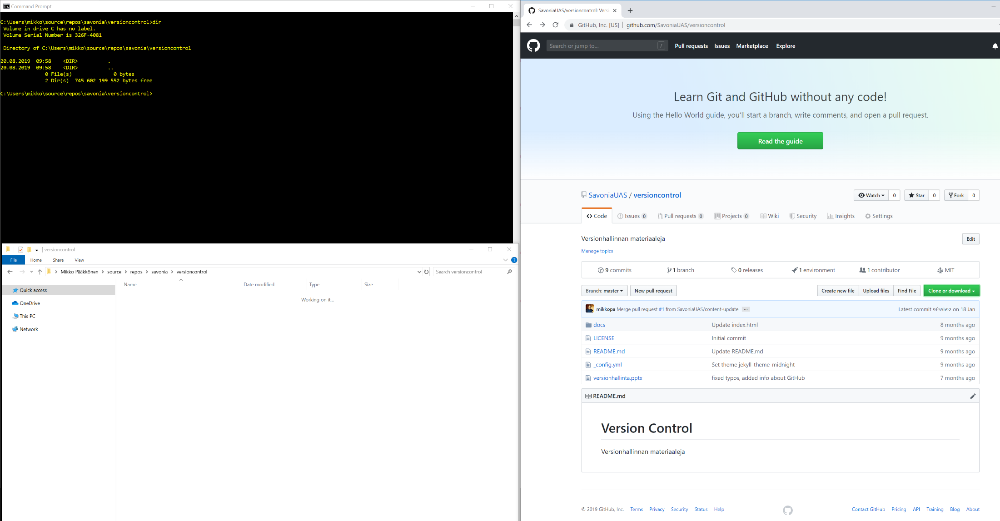 Command Prompt
C:\Users\mikko\source\repos\savonia\versioncontrol>dir
Volume in drive C has no label.
Volume Serial Number is 326F-4081
Directory of C:\Users\mikko\source\repos\savonia\versioncontrol
20.08.2019 09:58 <DIR> .
20.08.2019 09:58 <DIR> ..
0 File(s) 0 bytes
2 Dir(s) 745 602 199 552 bytes free
C:\Users\mikko\source\repos\savonia\versioncontrol>
versioncontrol
File Home Share View
Mikko Pääkkönen > source > repos > savonia > versioncontrol
Search versioncontrol
Name Date modified Type Size
Working on it...
Quick access
OneDrive
This PC
Network
SavoniaUAS/versioncontrol: Versi
GitHub, Inc. [US] | github.com/SavoniaUAS/versioncontrol
Search or jump to... / Pull requests Issues Marketplace Explore
Learn Git and GitHub without any code!
Using the Hello World guide, you’ll start a branch, write comments, and open a pull request.
Read the guide
SavoniaUAS / versioncontrol
Watch 0 Star 0 Fork 0
Code Issues 0 Pull requests 0 Projects 0 Wiki Security Insights Settings
Versionhallinnan materiaaleja
Edit
Manage topics
9 commits 1 branch 0 releases 1 environment 1 contributor MIT
Branch: master New pull request Create new file Upload files Find File Clone or download
mikkopa Merge pull request #1 from SavoniaUAS/content-update ... Latest commit 9f55b92 on 18 Jan
docs Update index.html 8 months ago
LICENSE Initial commit 9 months ago
README.md Update README.md 9 months ago
_config.yml Set theme jekyll-theme-midnight 9 months ago
versionhallinta.pptx fixed typos, added info about GitHub 7 months ago
README.md
Version Control
Versionhallinnan materiaaleja
© 2019 GitHub, Inc. Terms Privacy Security Status Help Contact GitHub Pricing API Training Blog About